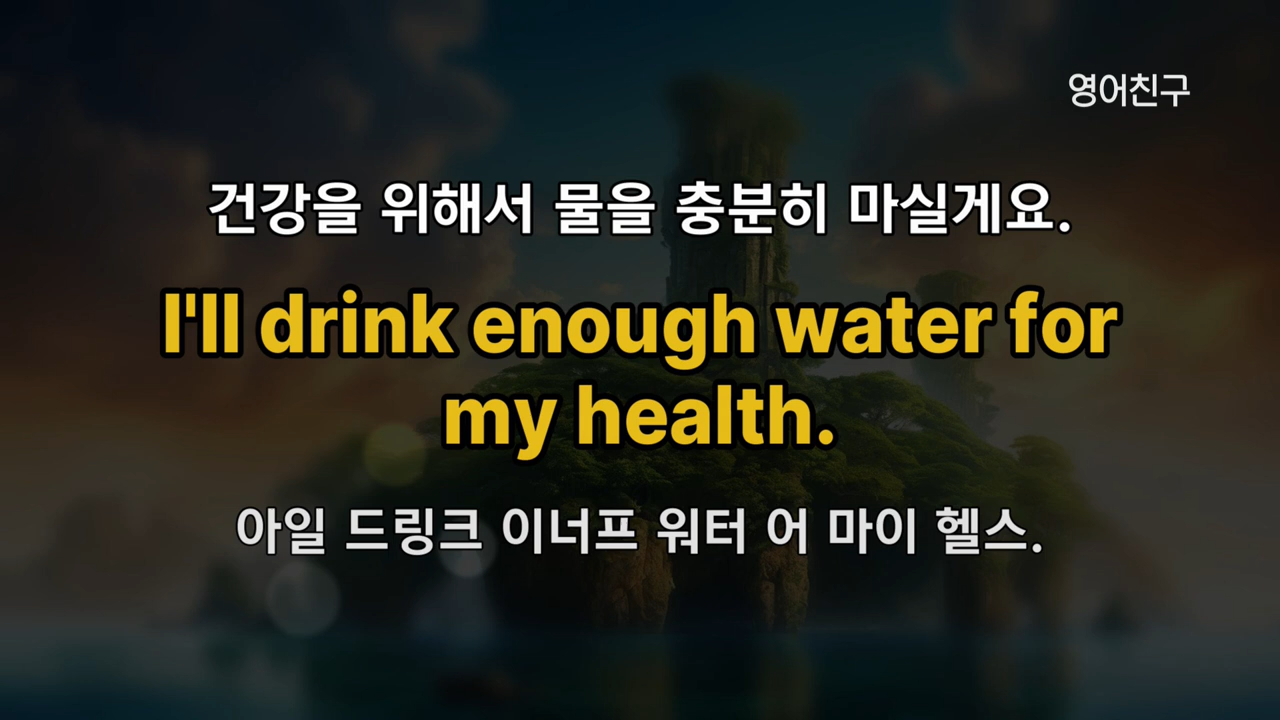 영어친구
건강을 위해서 물을 충분히 마실게요.
I'll drink enough water for
my health.
아일 드링크 이너프 워터 어 마이 헬스.